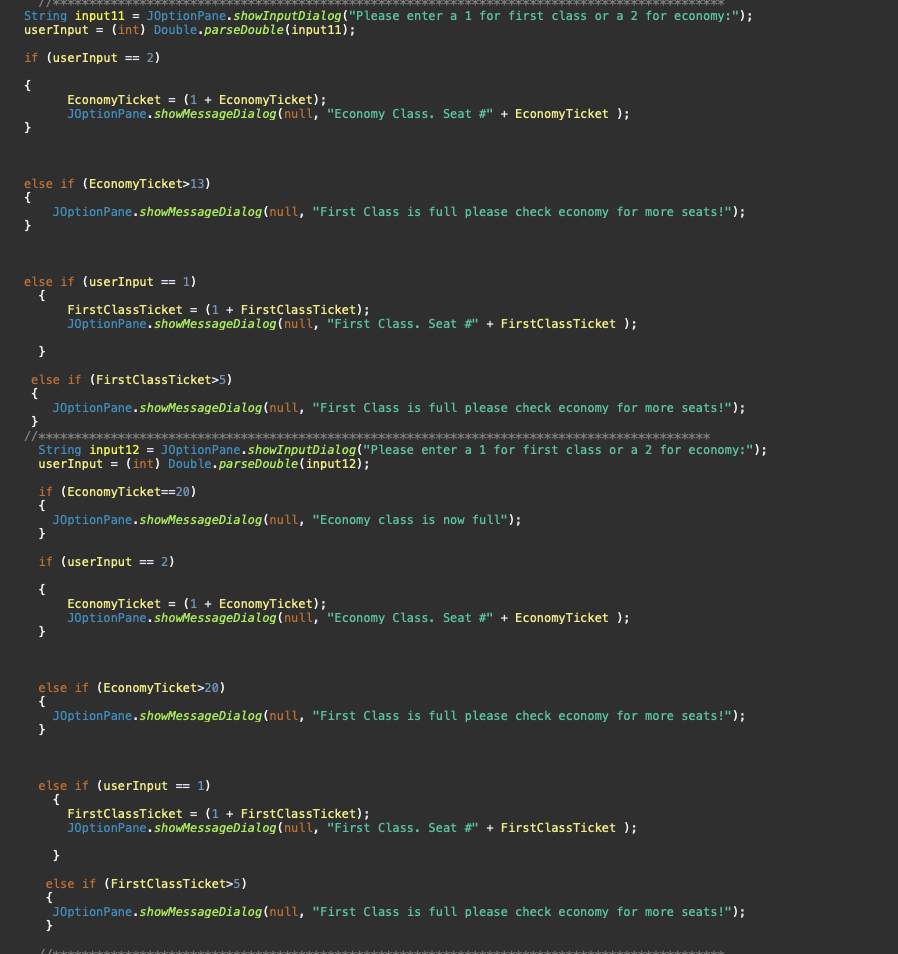 //*********************************************************************************************
String input11 = JOptionPane.showInputDialog("Please enter a 1 for first class or a 2 for economy:");
userInput = (int) Double.parseDouble(input11);
if (userInput == 2)
{
EconomyTicket = (1 + EconomyTicket);
JOptionPane.showMessageDialog(null, "Economy Class. Seat #" + EconomyTicket );
}
else if (EconomyTicket>13)
{
JOptionPane.showMessageDialog(null, "First Class is full please check economy for more seats!");
}
else if (userInput == 1)
{
FirstClassTicket = (1 + FirstClassTicket);
JOptionPane.showMessageDialog(null, "First Class. Seat #" + FirstClassTicket );
}
else if (FirstClassTicket>5)
{
JOptionPane.showMessageDialog(null, "First Class is full please check economy for more seats!");
}
//*********************************************************************************************
String input12 = JOptionPane.showInputDialog("Please enter a 1 for first class or a 2 for economy:");
userInput = (int) Double.parseDouble(input12);
if (EconomyTicket==20)
{
JOptionPane.showMessageDialog(null, "Economy class is now full");
}
if (userInput == 2)
{
EconomyTicket = (1 + EconomyTicket);
JOptionPane.showMessageDialog(null, "Economy Class. Seat #" + EconomyTicket );
}
else if (EconomyTicket>20)
{
JOptionPane.showMessageDialog(null, "First Class is full please check economy for more seats!");
}
else if (userInput == 1)
{
FirstClassTicket = (1 + FirstClassTicket);
JOptionPane.showMessageDialog(null, "First Class. Seat #" + FirstClassTicket );
}
else if (FirstClassTicket>5)
{
JOptionPane.showMessageDialog(null, "First Class is full please check economy for more seats!");
}
//*********************************************************************************************